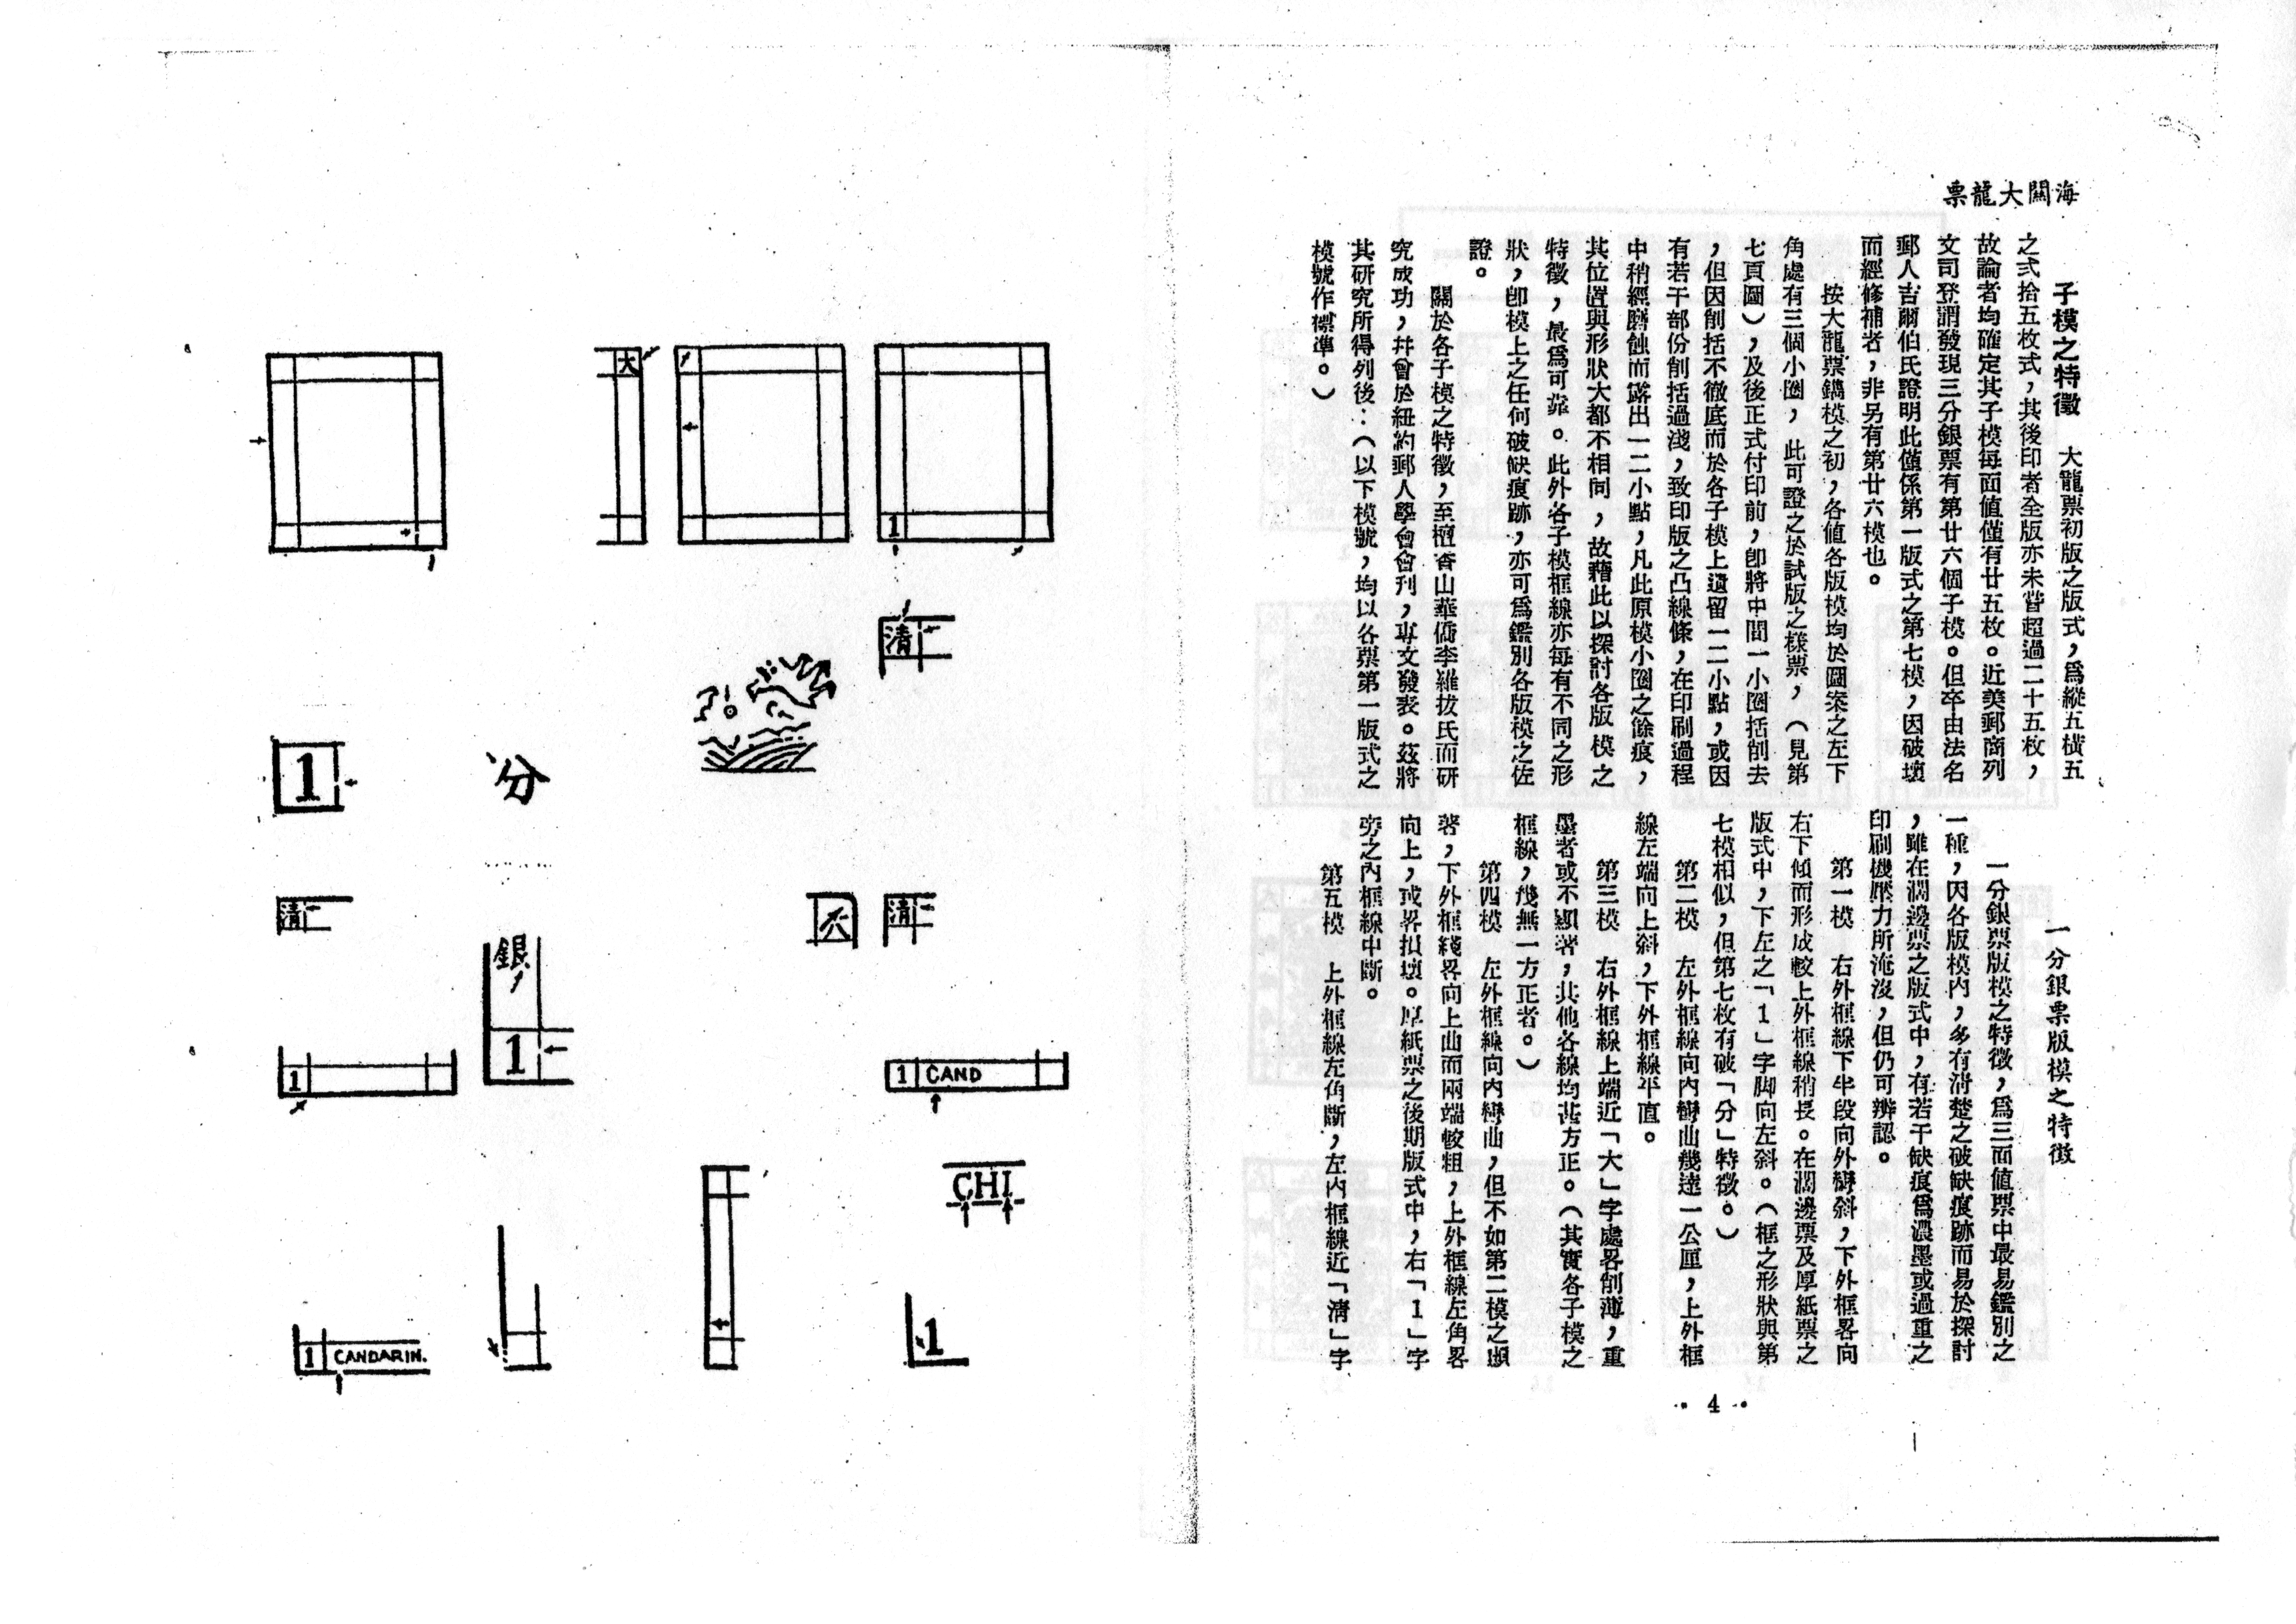 海關大龍票
子模之特徵　大龍票初版之版式，爲縱五橫五
之弍拾五枚式，其後印者全版亦未嘗超過二十五枚，
故論者均確定其子模每面值僅有廿五枚。近美郵商列
文司登謂發現三分銀票有第廿六個子模。但卒由法名
郵人吉爾伯氏證明此僅係第一版式之第七模，因破壞
而經修補者，非另有第廿六模也。
按大龍票鐫模之初，各値各版模均於圖案之左下
角處有三個小圈，此可證之於試版之樣票，（見第
七頁圖），及後正式付印前，卽將中間一小圈括削去
，但因削括不徹底而於各子模上遺留一二小點，或因
有若干部份削括過淺，致印版之凸線條，在印刷過程
中稍經磨蝕而露出一二小點，凡此原模小圈之餘痕，
其位置與形狀大都不相同，故藉此以探討各版模之
特徵，最爲可靠。此外各子模框線亦每有不同之形
狀，卽模上之任何破缺痕跡，亦可爲鑑別各版模之佐
證。
關於各子模之特徵，至檀香山華僑李羅拔氏而研
究成功，幷曾於紐約郵人學會會刊，專文發表。茲將
其研究所得列後：（以下模號，均以各票第一版式之
模號作標準。）
一分銀票版模之特徵
一分銀票版模之特徵，爲三面值票中最易鑑別之
一種，因各版模內，多有清楚之破缺痕跡而易於探討
，雖在濶邊票之版式中，有若干缺痕爲濃墨或過重之
印刷機壓力所淹沒，但仍可辨認。
第一模　右外框線下半段向外彎斜，下外框畧向
右下傾而形成較上外框線稍長。在濶邊票及厚紙票之
版式中，下左之「1」字脚向左斜。（框之形狀與第
七模相似，但第七枚有破「分」特徵。）
第二模　左外框線向內彎曲幾達一公厘，上外框
線左端向上斜，下外框線平直。
第三模　右外框線上端近「大」字處畧削薄，重
墨者或不顯著，其他各線均甚方正。（其實各子模之
框線，幾無一方正者。）
第四模　左外框線向內彎曲，但不如第二模之顯
著，下外框綫畧向上曲而兩端較粗，上外框線左角畧
向上，或畧損壞。厚紙票之後期版式中，右「1」字
旁之內框線中斷。
第五模　上外框線左角斷，左內框線近「清」字
· 4 ·
1
大
清
1
分
清
清
銀
1
1
1 CAND
CHI
1
1 CANDARIN.